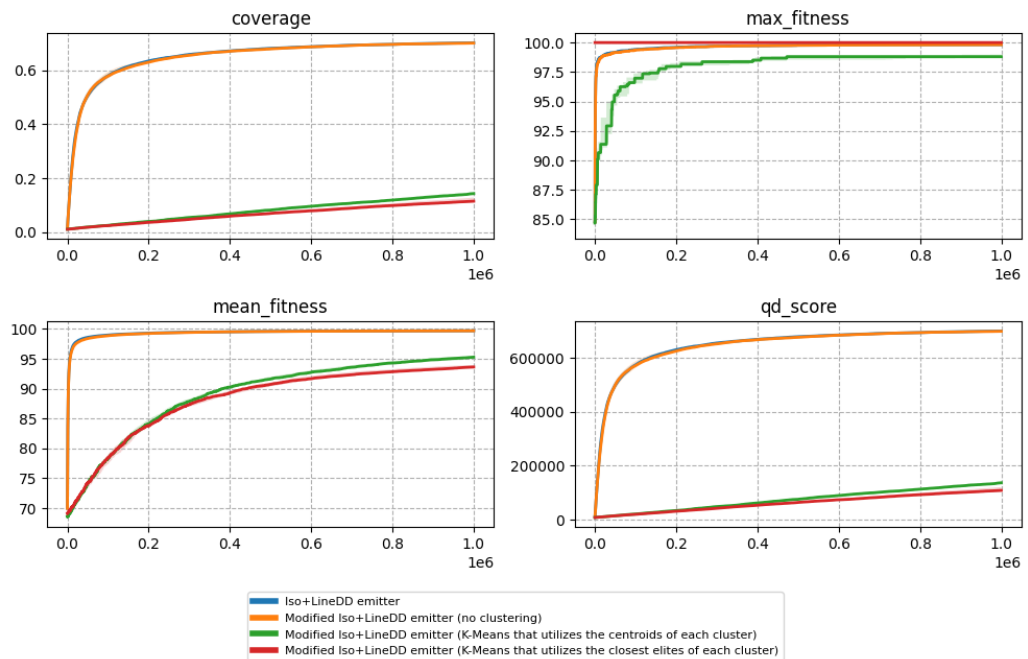 coverage
max_fitness
0.6
0.4
0.2
0.0
0.0 0.2 0.4 0.6 0.8 1.0
1e6
100.0
97.5
95.0
92.5
90.0
87.5
85.0
0.0 0.2 0.4 0.6 0.8 1.0
1e6
mean_fitness
qd_score
100
95
90
85
80
75
70
0.0 0.2 0.4 0.6 0.8 1.0
1e6
600000
400000
200000
0
0.0 0.2 0.4 0.6 0.8 1.0
1e6
Iso+LineDD emitter
Modified Iso+LineDD emitter (no clustering)
Modified Iso+LineDD emitter (K-Means that utilizes the centroids of each cluster)
Modified Iso+LineDD emitter (K-Means that utilizes the closest elites of each cluster)